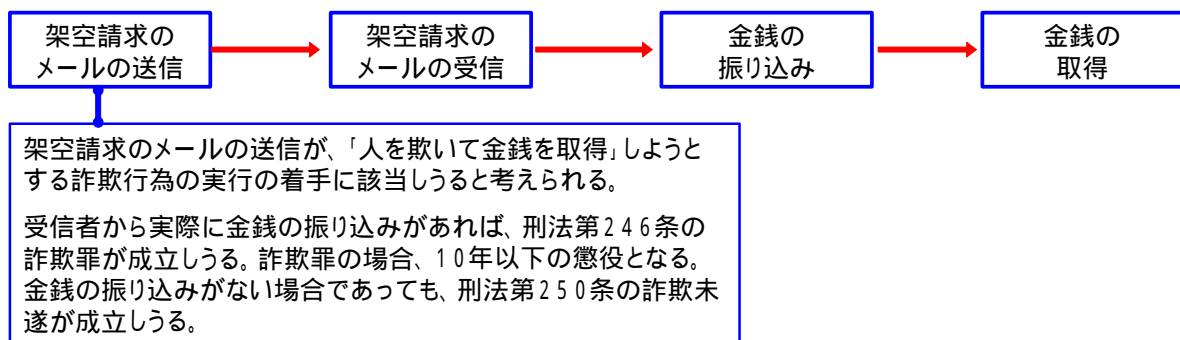 架空請求の
メールの送信
架空請求の
メールの受信
金銭の
振り込み
金銭の
取得
架空請求のメールの送信が、「人を欺いて金銭を取得」しようと
する詐欺行為の実行の着手に該当しうると考えられる。
受信者から実際に金銭の振り込みがあれば、刑法第246条の
詐欺罪が成立しうる。詐欺罪の場合、10年以下の懲役となる。
金銭の振り込みがない場合であっても、刑法第250条の詐欺未
遂が成立しうる。